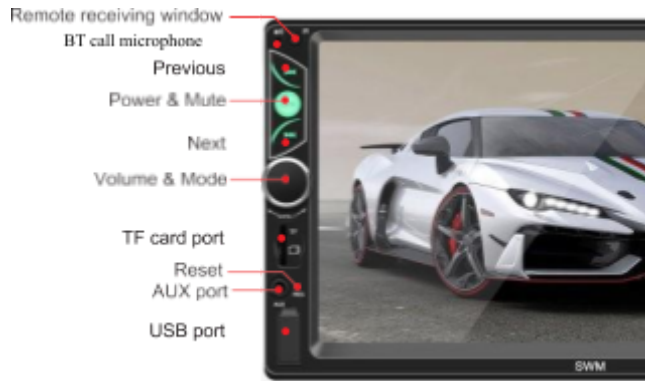 Remote receiving window
BT call microphone
Previous
Power & Mute
Next
Volume & Mode
TF card port
Reset
AUX port
USB port
SWM